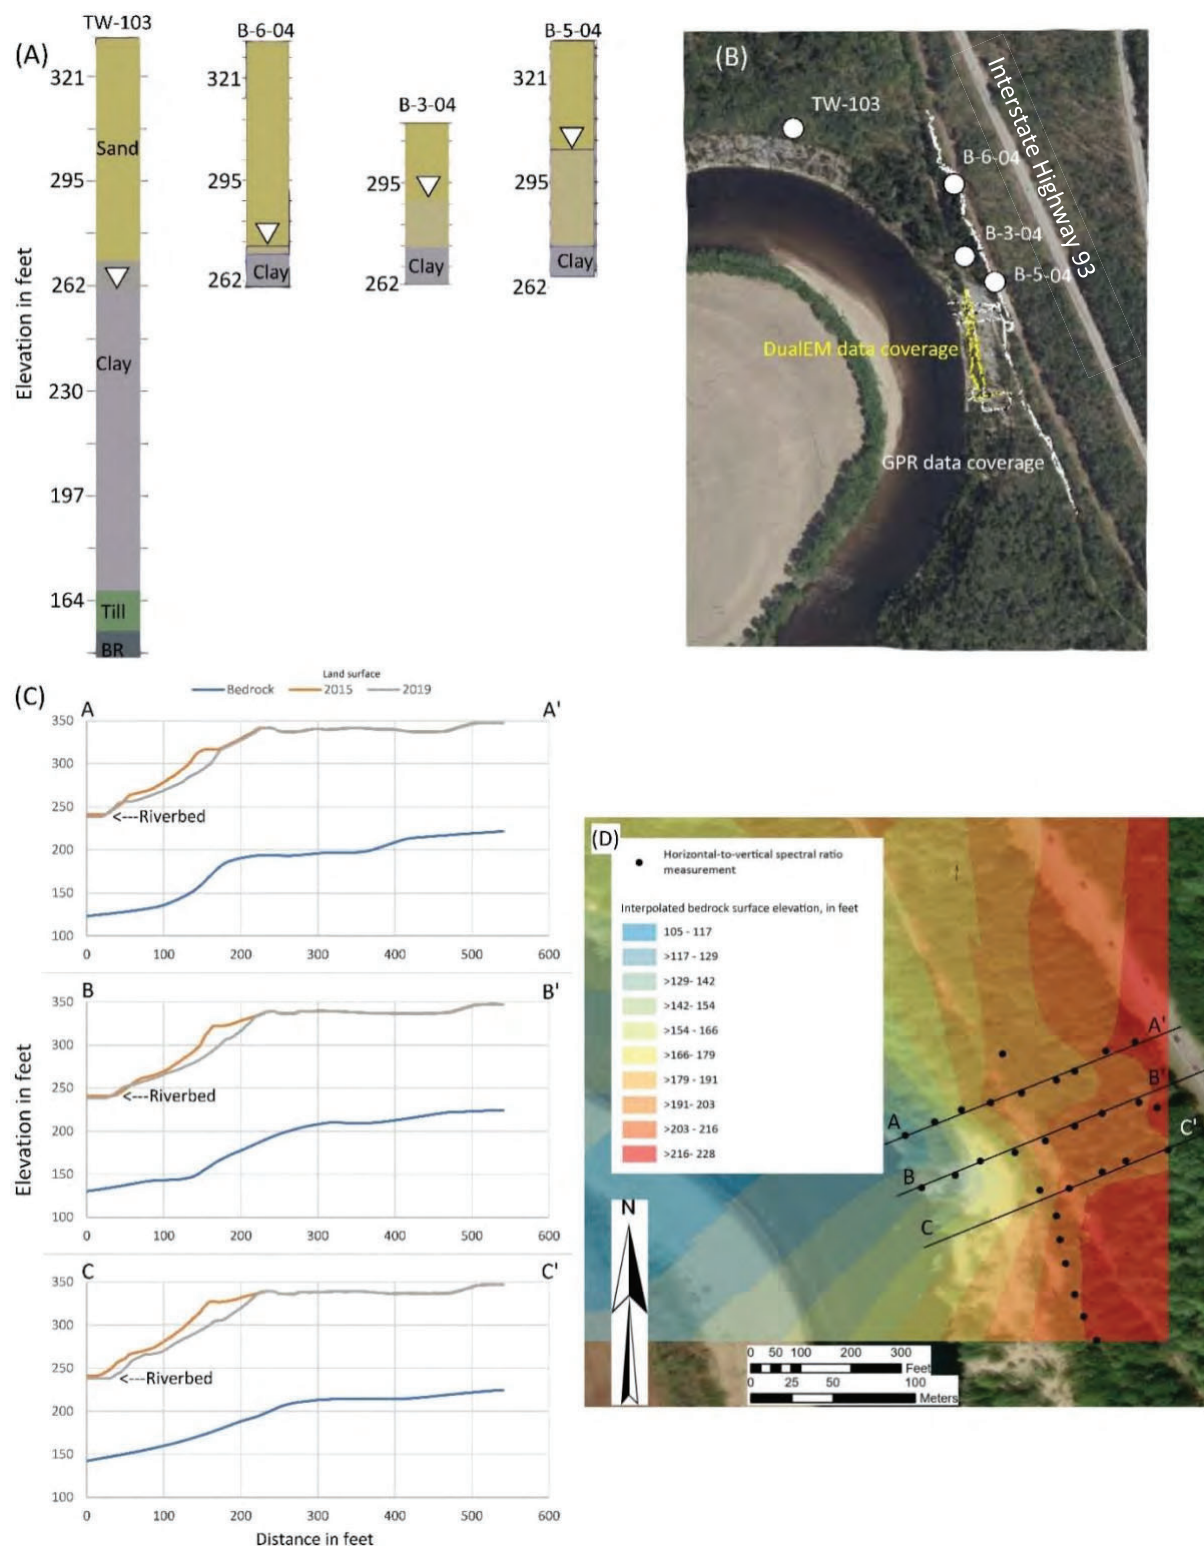 (A)
TW-103
B-6-04
B-3-04
B-5-04
Elevation in feet
321
295
262
230
197
164
Sand
Clay
Till
BR
321
295
262
Clay
295
262
Clay
321
295
262
Clay
(B)
TW-103
Interstate Highway 93
B-6-04
B-3-04
B-5-04
DualEM data coverage
GPR data coverage
(C)
Land surface
Bedrock 2015 2019
A A'
350
300
250
200
150
100
<---Riverbed
0 100 200 300 400 500 600
B B'
Elevation in feet
350
300
250
200
150
100
<---Riverbed
0 100 200 300 400 500 600
C C'
350
300
250
200
150
100
<---Riverbed
0 100 200 300 400 500 600
Distance in feet
(D)
Horizontal-to-vertical spectral ratio
measurement
Interpolated bedrock surface elevation, in feet
105 - 117
>117 - 129
>129- 142
>142 - 154
>154 - 166
>166- 179
>179 - 191
>191- 203
>203 - 216
>216- 228
A A'
B B'
C C'
N
0 50 100 200 300
Feet
0 25 50 100
Meters